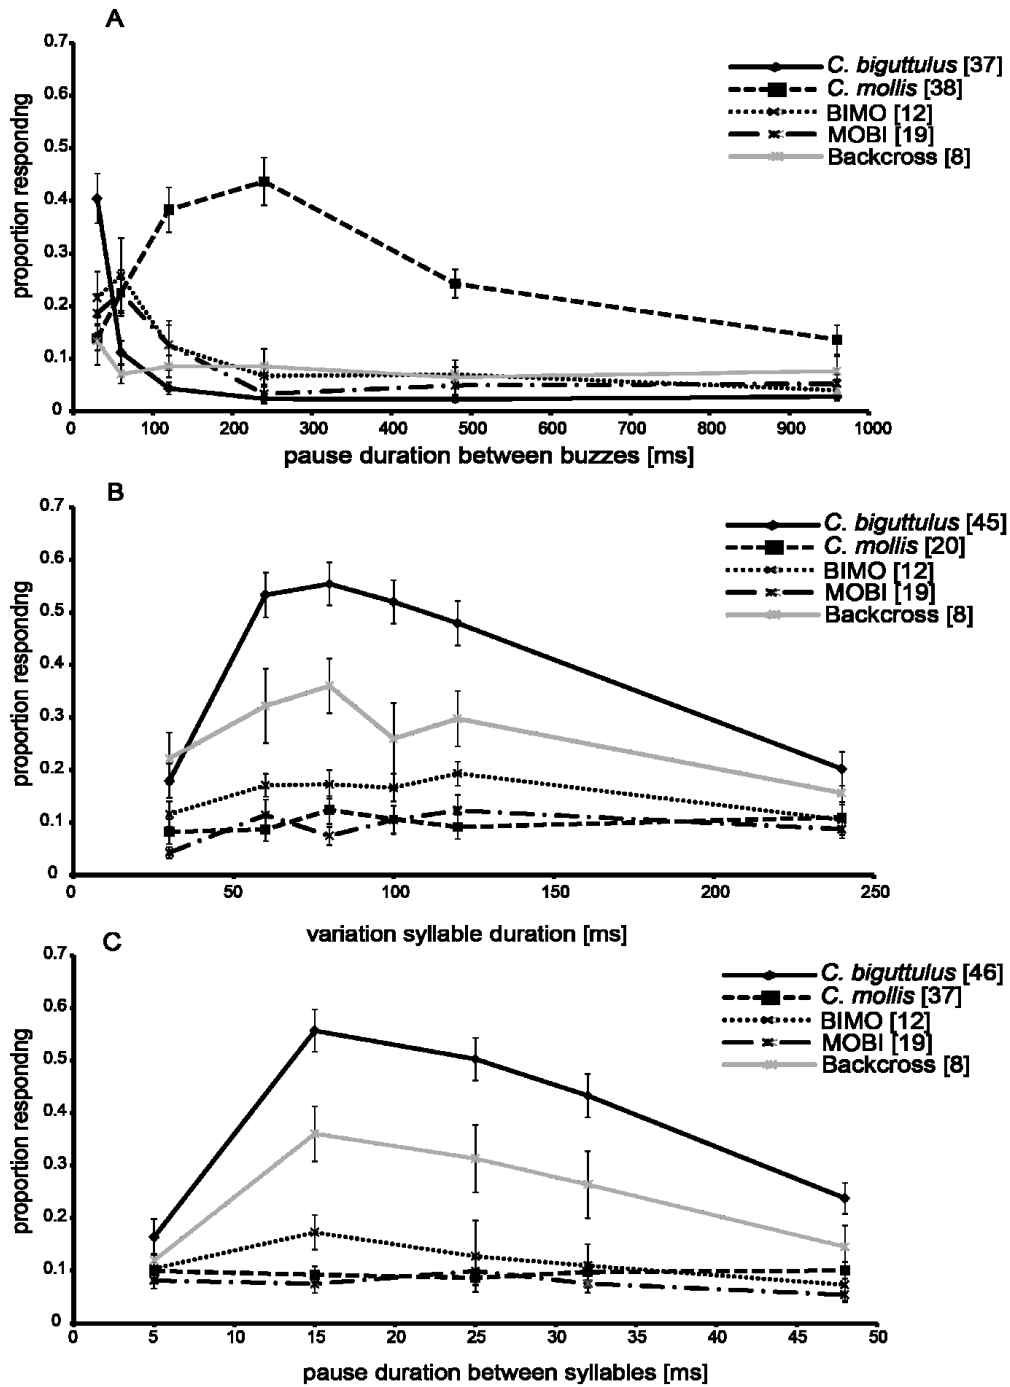 A
0.7
0.6
0.5
0.4
0.3
0.2
0.1
0
proportion respondng
C. biguttulus [37]
C. mollis [38]
BIMO [12]
MOBI [19]
Backcross [8]
0 100 200 300 400 500 600 700 800 900 1000
pause duration between buzzes [ms]
B
0.7
0.6
0.5
0.4
0.3
0.2
0.1
0
proportion respondng
C. biguttulus [45]
C. mollis [20]
BIMO [12]
MOBI [19]
Backcross [8]
0 50 100 150 200 250
variation syllable duration [ms]
C
0.7
0.6
0.5
0.4
0.3
0.2
0.1
0
proportion respondng
C. biguttulus [46]
C. mollis [37]
BIMO [12]
MOBI [19]
Backcross [8]
0 5 10 15 20 25 30 35 40 45 50
pause duration between syllables [ms]